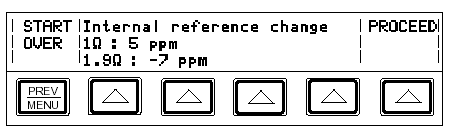 START Internal reference change PROCEED
OVER 1Ω : 5 ppm
1.9Ω : -7 ppm
PREV
MENU